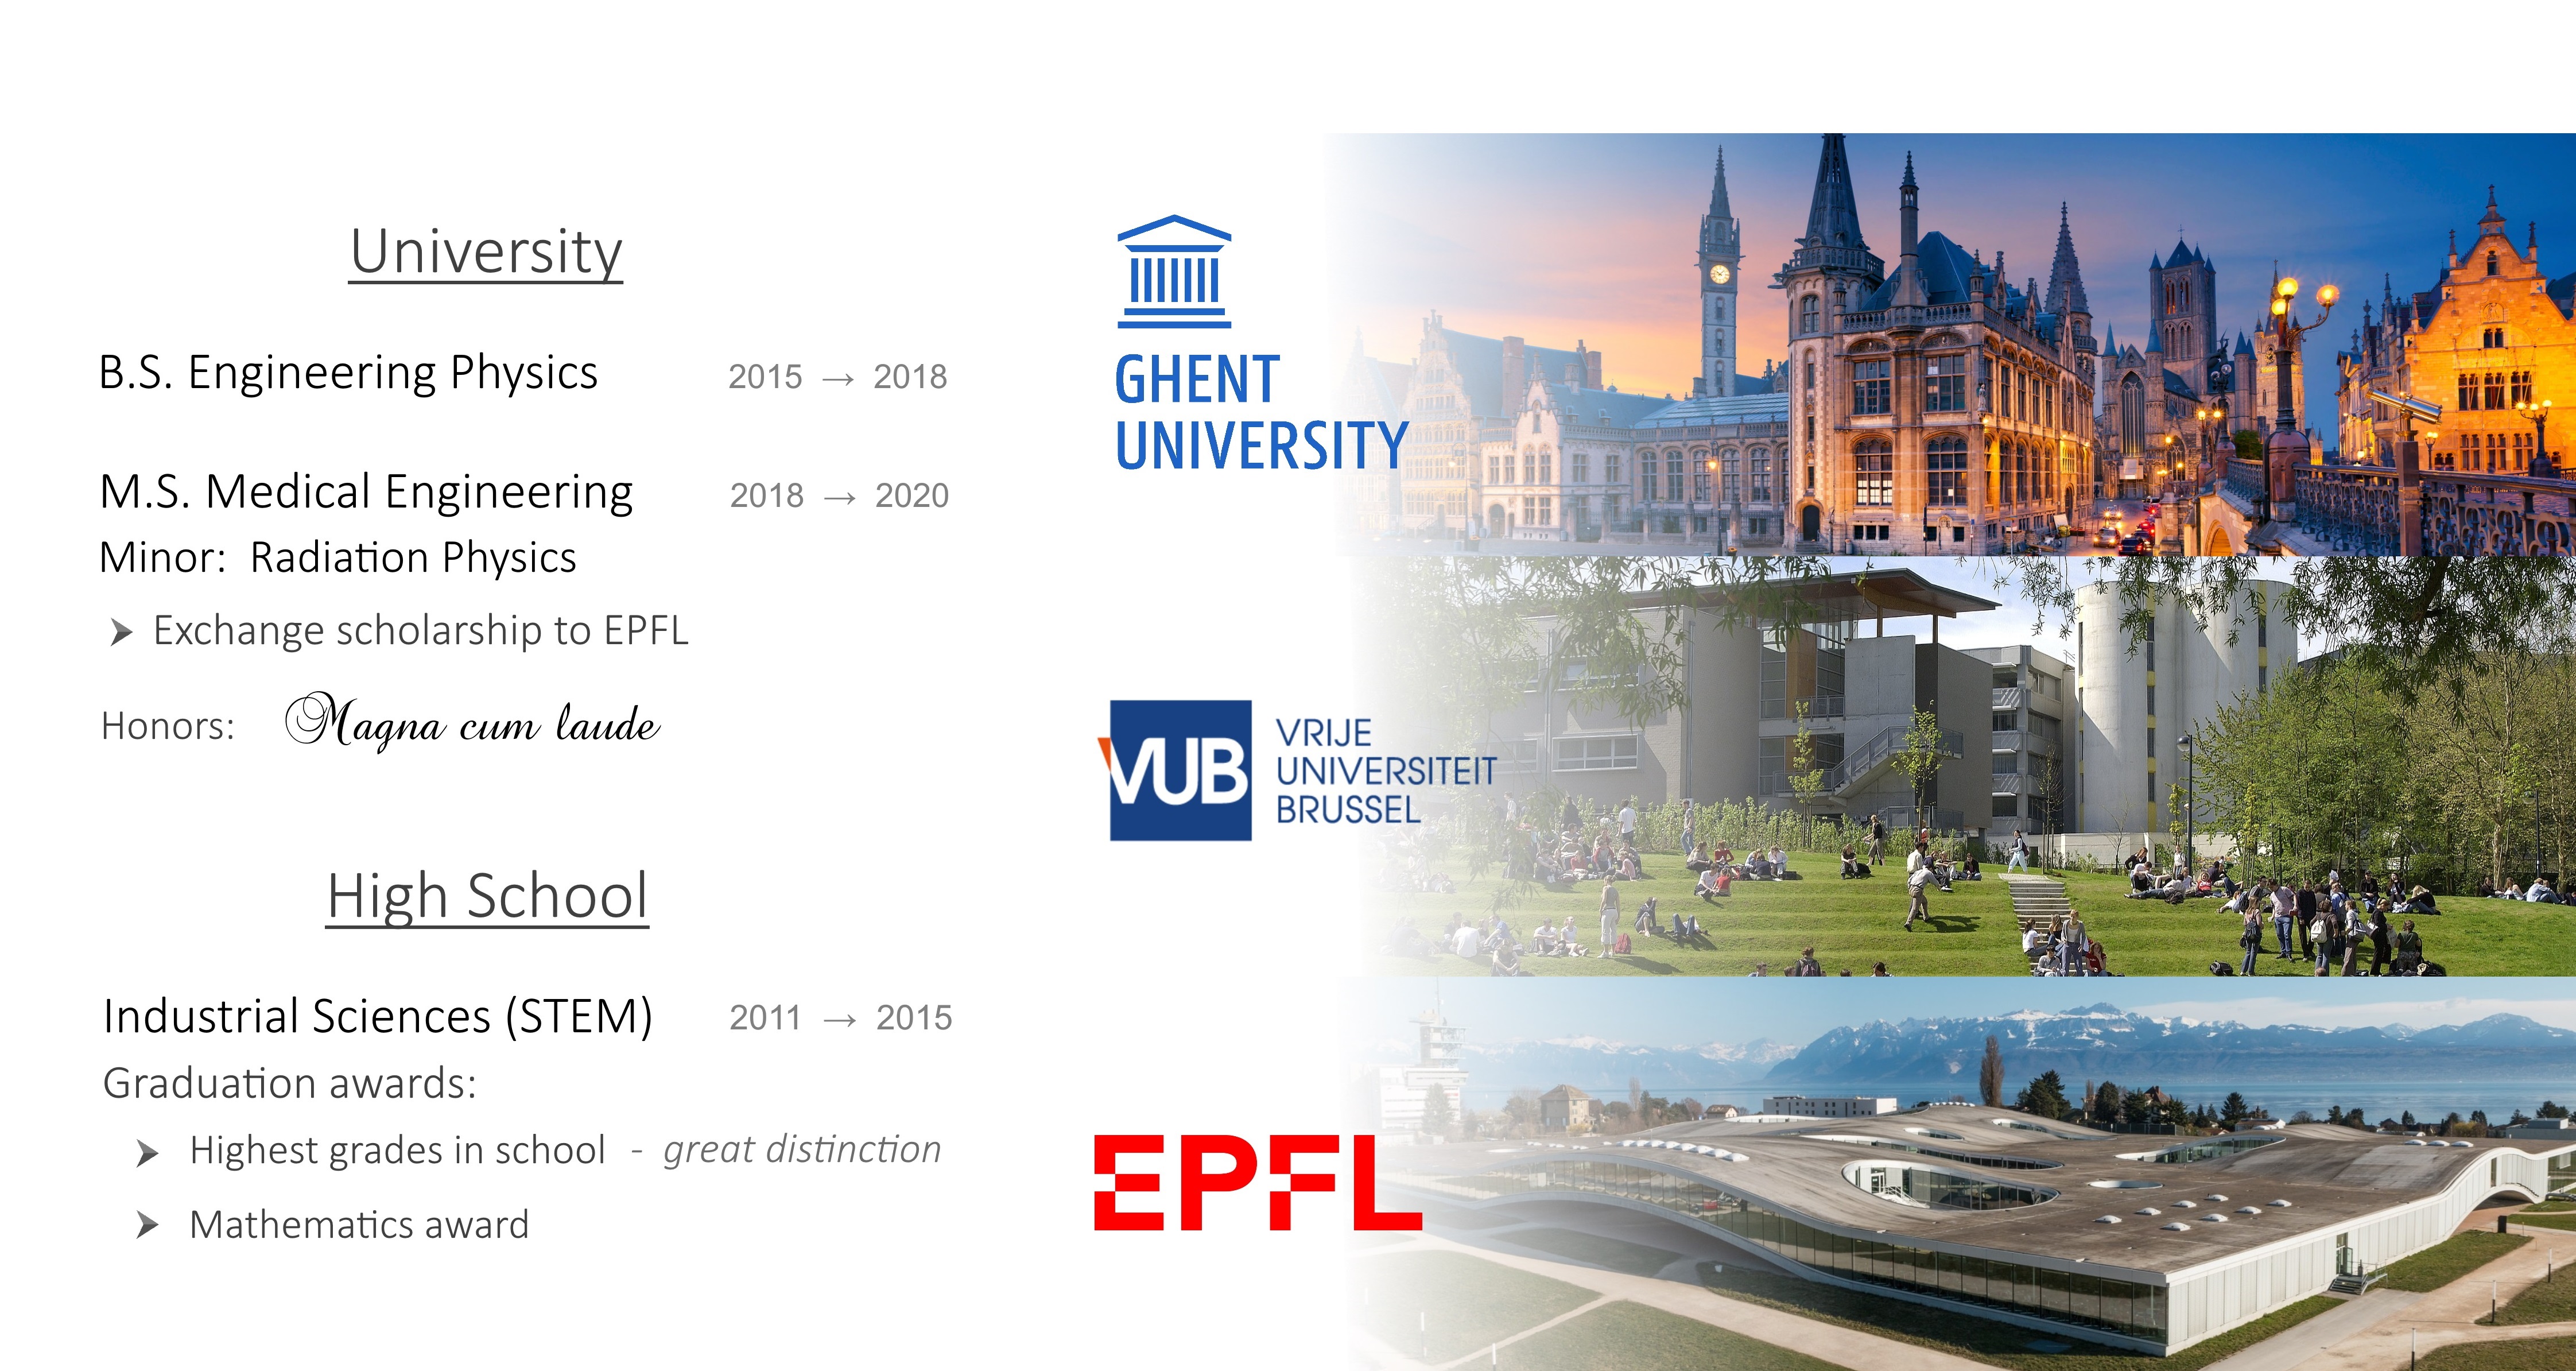 University
B.S. Engineering Physics 2015 → 2018
M.S. Medical Engineering 2018 → 2020
Minor: Radiation Physics
➤ Exchange scholarship to EPFL
Honors: Magna cum laude
High School
Industrial Sciences (STEM) 2011 → 2015
Graduation awards:
➤ Highest grades in school - great distinction
➤ Mathematics award
GHENT
UNIVERSITY
VUB
VRIJE
UNIVERSITEIT
BRUSSEL
EPFL